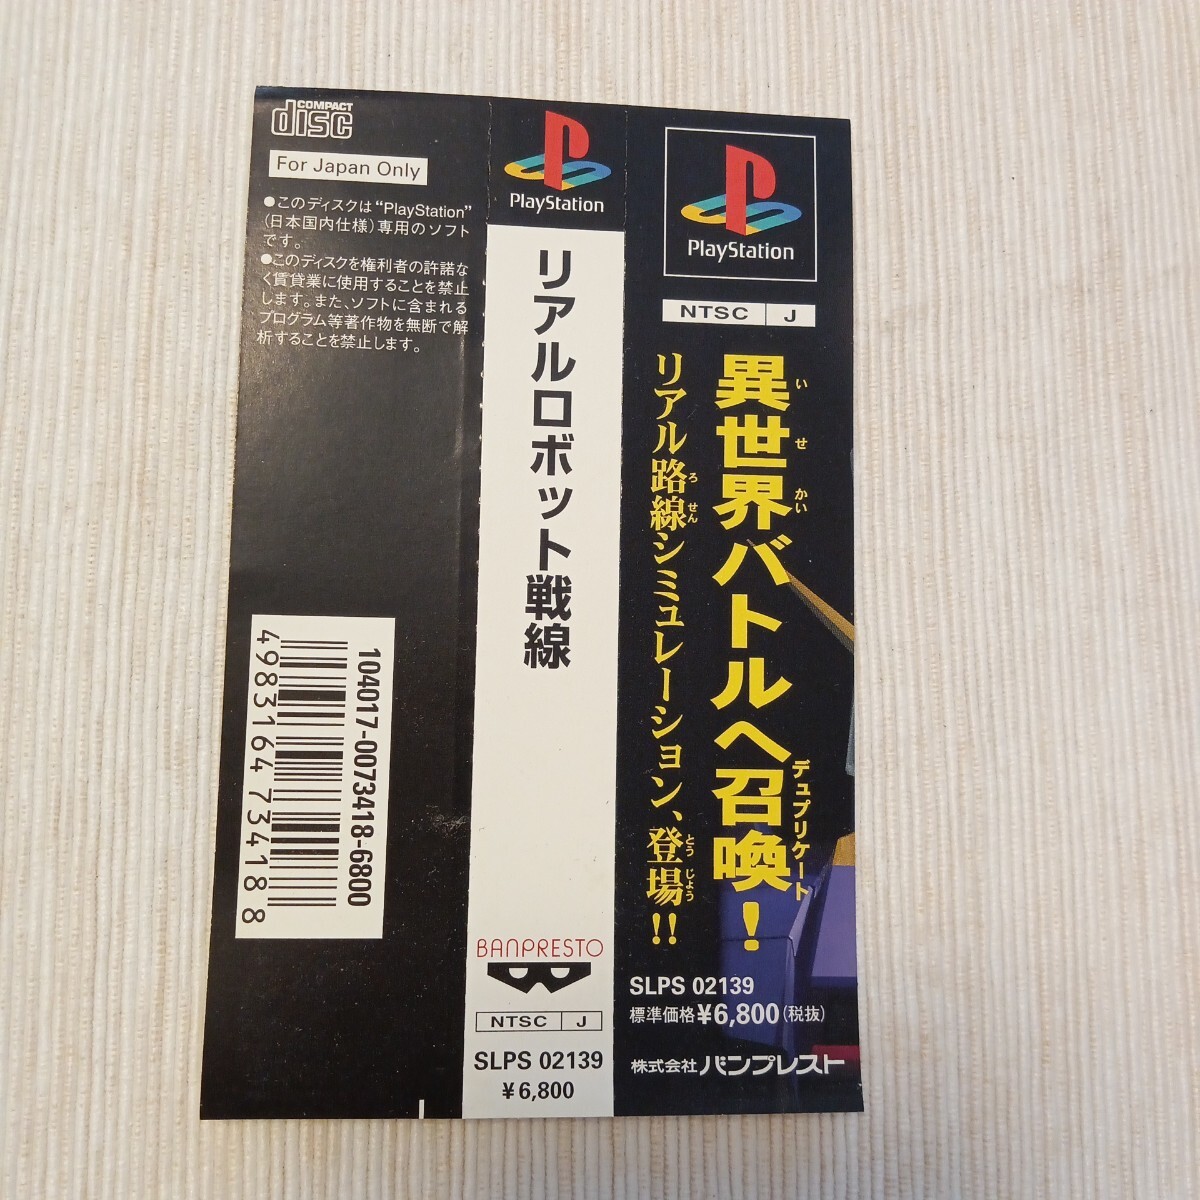 COMPACT
disc
For Japan Only
●このディスクは“PlayStation”
(日本国内仕様)専用のソフト
です。
●このディスクを権利者の許諾な
く賃貸業に使用することを禁止
します。また、ソフトに含まれる
プログラム等著作物を無断で解
析することを禁止します。
104017-0073418-6800
4983164734188
PlayStation
リアルロボット戦線
BANPRESTO
NTSC J
SLPS 02139
¥6,800
PlayStation
NTSC J
異世界バトルへ召喚!
いせかい
デュプリケート
リアル路線シミュレーション、登場!!
ろせん
とうじょう
SLPS 02139
標準価格¥6,800(税抜)
株式会社バンプレスト